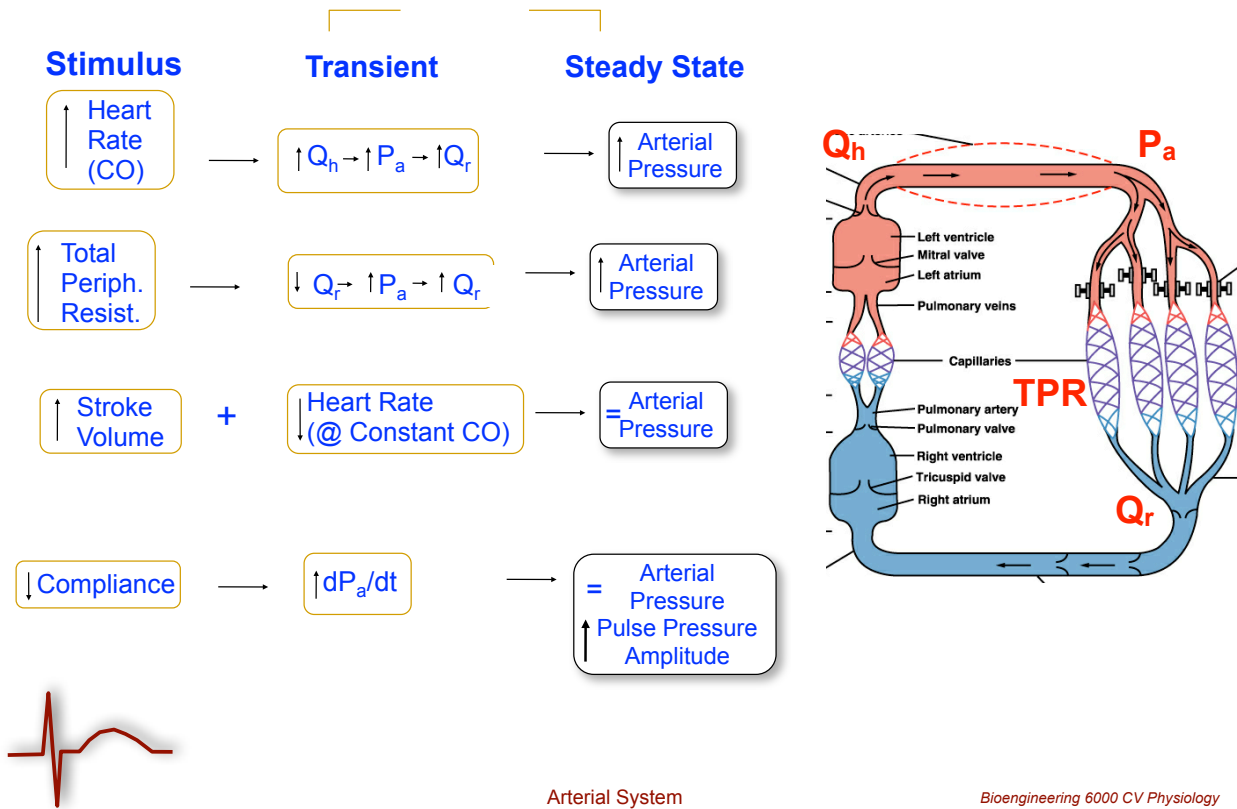 Stimulus
Transient
Steady State
↑ Heart
Rate
(CO)
↑Qh→↑Pa→↑Qr
↑ Arterial
Pressure
↑ Total
Periph.
Resist.
↓ Qr→ ↑Pa→ ↑Qr
↑ Arterial
Pressure
↑ Stroke
Volume
+
↓ Heart Rate
(@ Constant CO)
= Arterial
Pressure
↓ Compliance
↑dPa/dt
= Arterial
Pressure
↑ Pulse Pressure
Amplitude
Qh
Pa
Left ventricle
Mitral valve
Left atrium
Pulmonary veins
Capillaries
TPR
Pulmonary artery
Pulmonary valve
Right ventricle
Tricuspid valve
Right atrium
Qr
Arterial System
Bioengineering 6000 CV Physiology